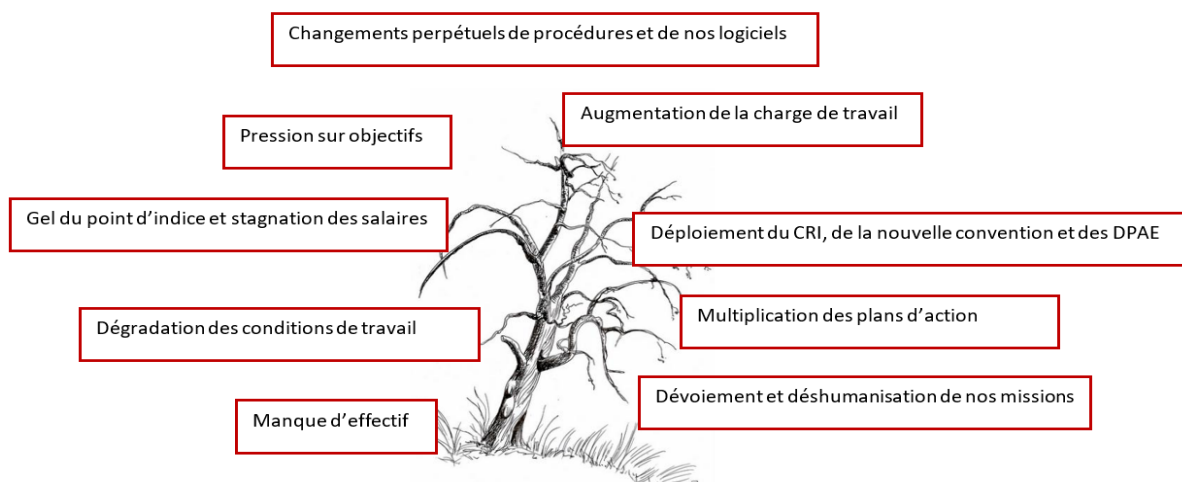 Changements perpétuels de procédures et de nos logiciels
Augmentation de la charge de travail
Pression sur objectifs
Gel du point d’indice et stagnation des salaires
Déploiement du CRI, de la nouvelle convention et des DPAE
Multiplication des plans d’action
Dégradation des conditions de travail
Dévoiement et déshumanisation de nos missions
Manque d’effectif